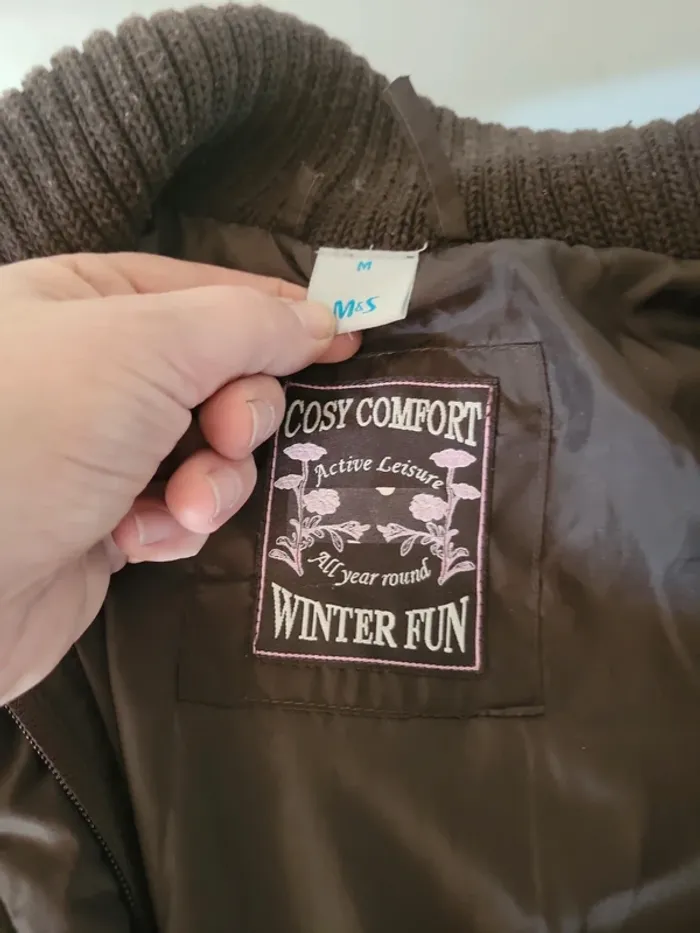 M
M&S
COSY COMFORT
Active Leisure
All year round
WINTER FUN